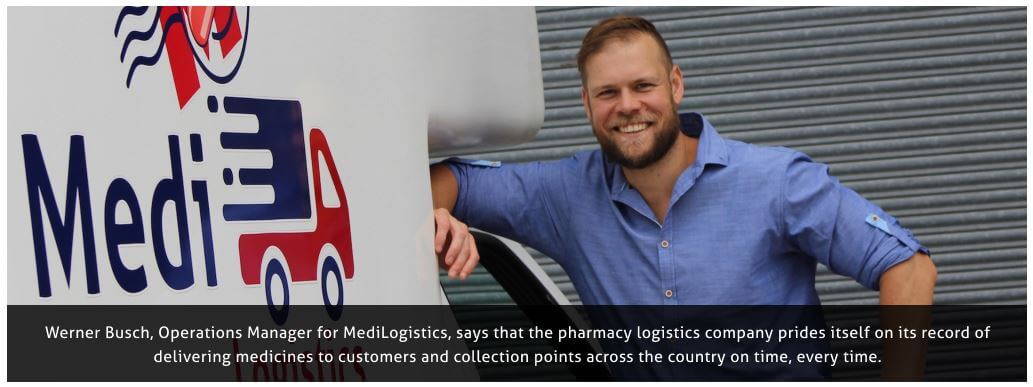 Medi
Logistics
Werner Busch, Operations Manager for MediLogistics, says that the pharmacy logistics company prides itself on its record of
delivering medicines to customers and collection points across the country on time, every time.